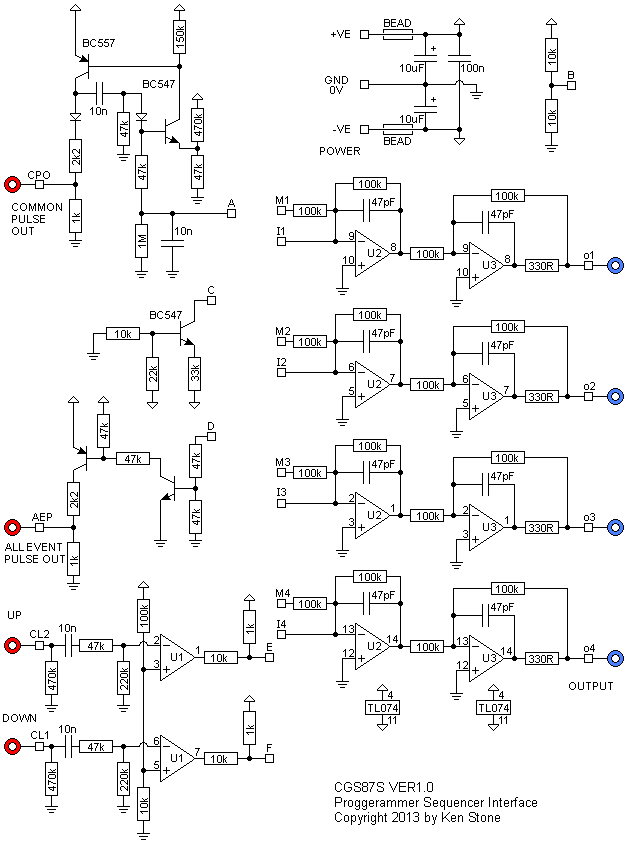 BC557
150k
BEAD
+VE
10uF
100n
GND
0V
10uF
-VE
BEAD
POWER
10k
B
10k
BC547
10n
47k
470k
2k2
47k
47k
CPO
COMMON
PULSE
OUT
1k
A
1M
10n
C
BC547
10k
22k
33k
D
47k
47k
47k
47k
2k2
AEP
ALL EVENT
PULSE OUT
1k
100k
M1
100k
47pF
I1
9
10
U2
8
100k
100k
47pF
9
10
U3
8
330R
o1
100k
M2
100k
47pF
I2
6
5
U2
7
100k
100k
47pF
6
5
U3
7
330R
o2
100k
M3
100k
47pF
I3
2
3
U2
1
100k
100k
47pF
2
3
U3
1
330R
o3
100k
M4
100k
47pF
I4
13
12
U2
14
100k
100k
47pF
13
12
U3
14
330R
o4
OUTPUT
4
TL074
11
4
TL074
11
UP
CL2
10n
47k
470k
220k
100k
2
3
U1
1
10k
1k
E
DOWN
CL1
10n
47k
470k
220k
10k
6
5
U1
7
10k
1k
F
CGS87S VER1.0
Proggerammer Sequencer Interface
Copyright 2013 by Ken Stone